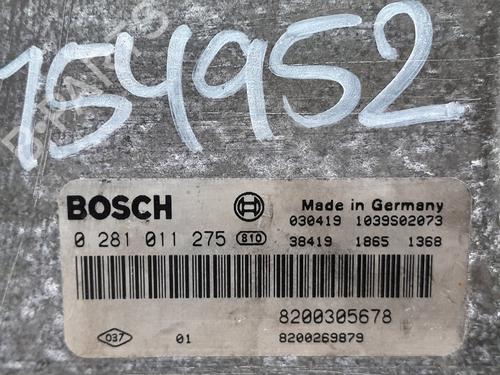 154952
BOSCH
Made in Germany
030419 1039S02073
0 281 011 275 810
38419 1865 1368
8200305678
037 01 8200269879